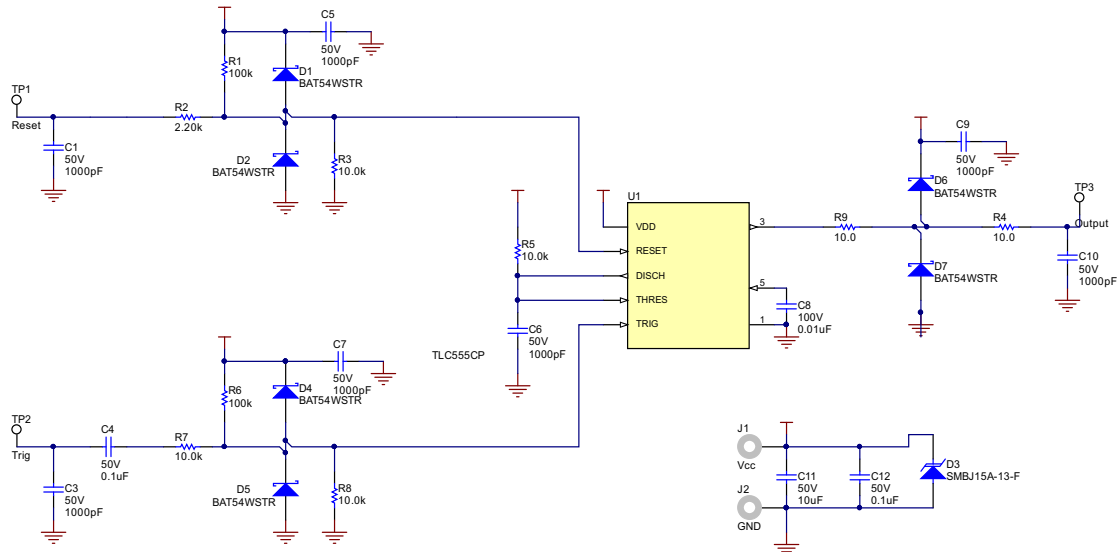 C5
50V
1000pF
R1
100k
D1
BAT54WSTR
TP1
Reset
R2
2.20k
C1
50V
1000pF
D2
BAT54WSTR
R3
10.0k
C9
50V
1000pF
D6
BAT54WSTR
TP3
Output
U1
VDD
RESET
DISCH
THRES
TRIG
3
5
1
TLC555CP
R5
10.0k
C6
50V
1000pF
R9
10.0
R4
10.0
D7
BAT54WSTR
C10
50V
1000pF
C8
100V
0.01uF
C7
50V
1000pF
R6
100k
D4
BAT54WSTR
TP2
Trig
C4
50V
0.1uF
R7
10.0k
C3
50V
1000pF
D5
BAT54WSTR
R8
10.0k
J1
Vcc
J2
GND
C11
50V
10uF
C12
50V
0.1uF
D3
SMBJ15A-13-F